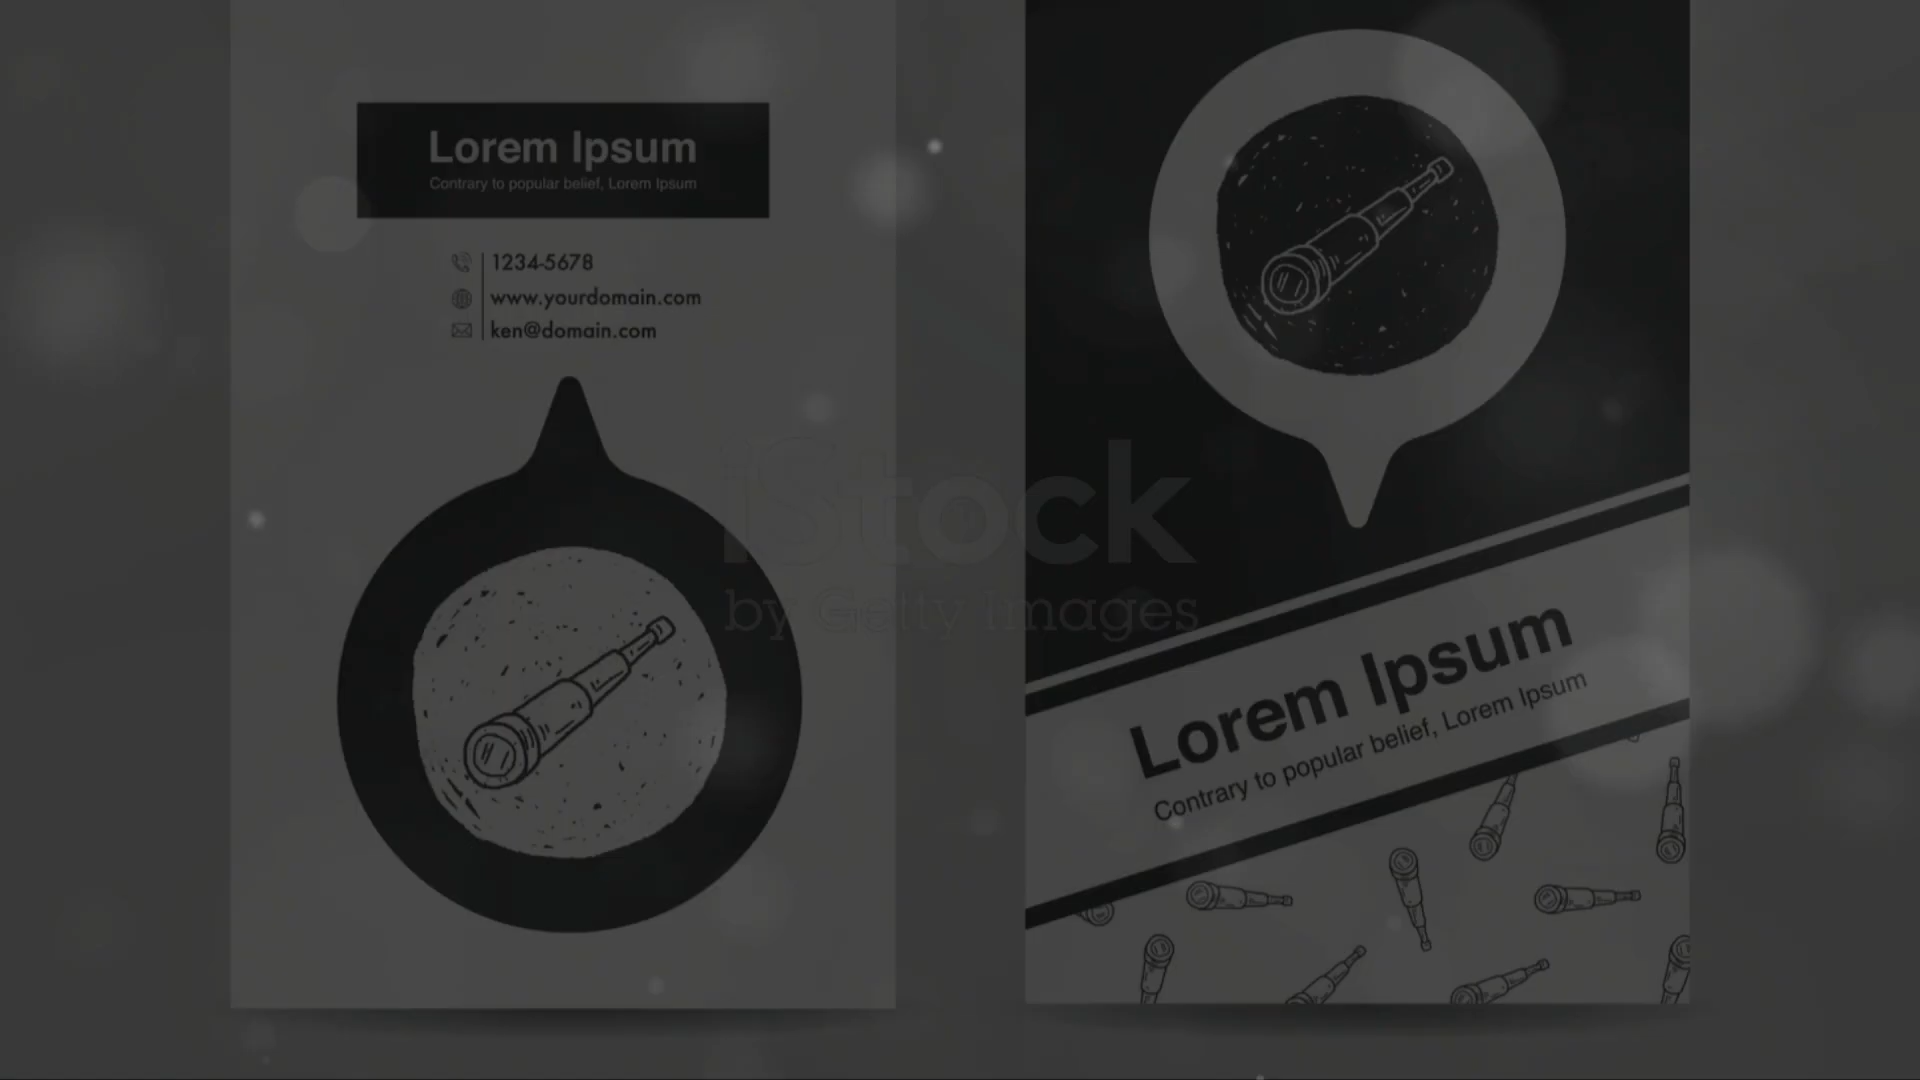 Lorem Ipsum
Contrary to popular belief, Lorem Ipsum
1234-5678
www.yourdomain.com
ken@domain.com
iStock
by Getty Images
Lorem Ipsum
Contrary to popular belief, Lorem Ipsum